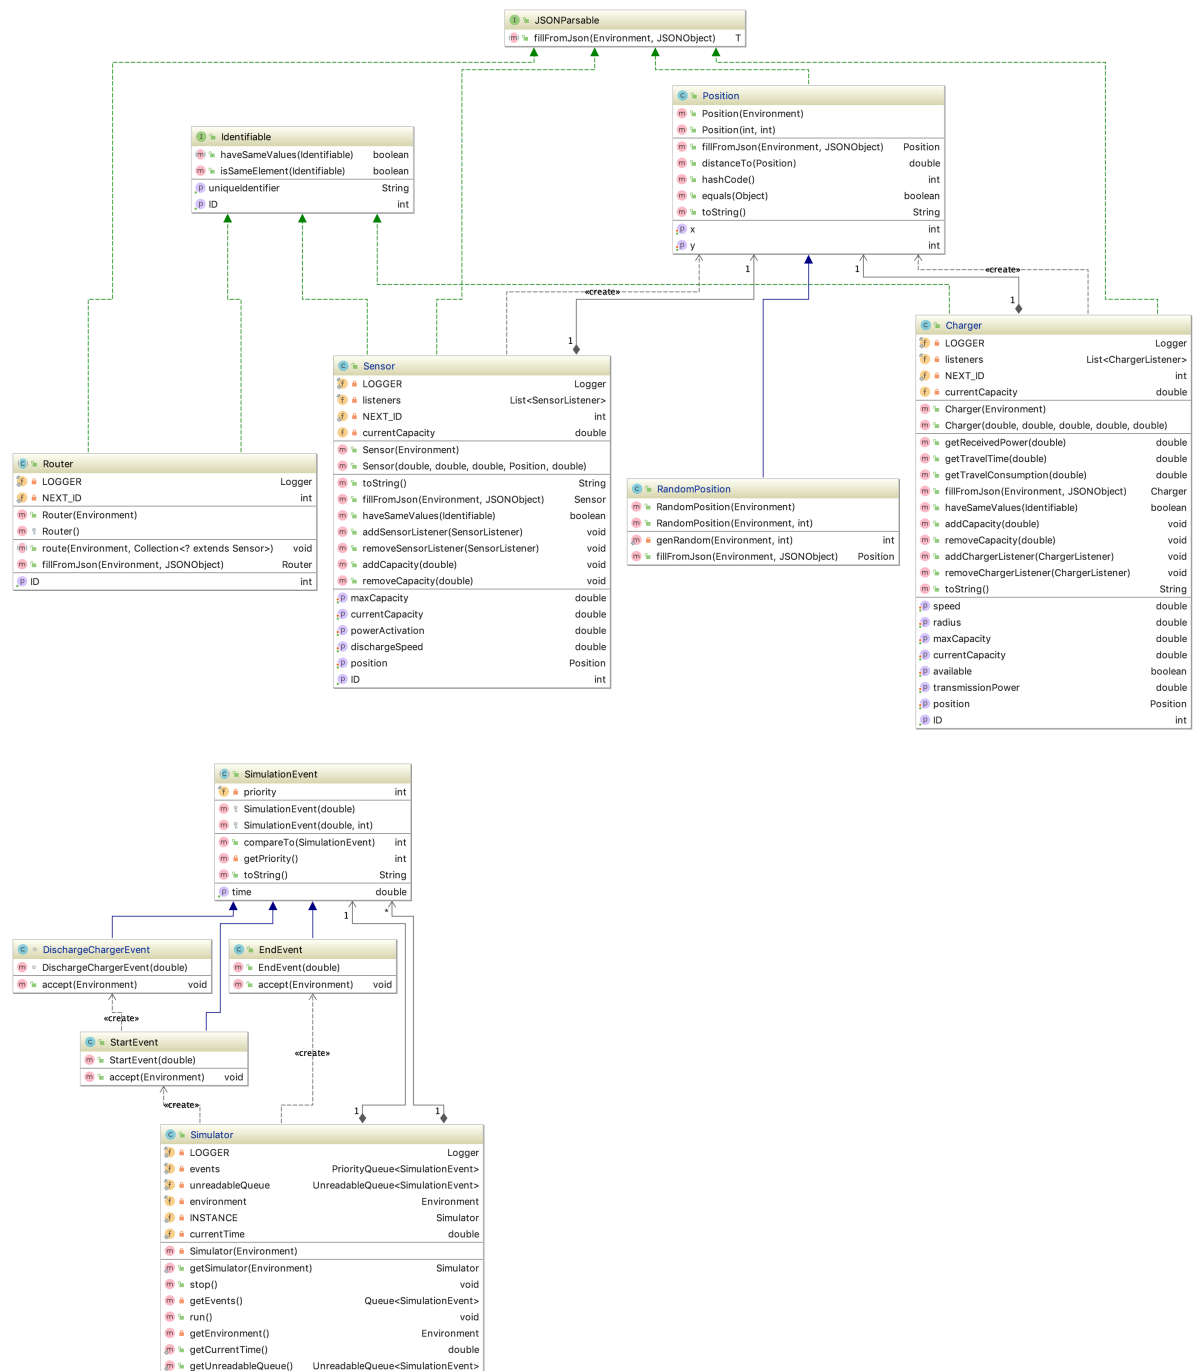 JSONParsable
fillFromJson(Environment, JSONObject) T
Position
Position(Environment)
Position(int, int)
fillFromJson(Environment, JSONObject) Position
distanceTo(Position) double
hashCode() int
equals(Object) boolean
toString() String
x int
y int
Identifiable
haveSameValues(Identifiable) boolean
isSameElement(Identifiable) boolean
uniqueIdentifier String
ID int
1
1
«create»
«create»
1
1
Charger
LOGGER Logger
listeners List<ChargerListener>
NEXT_ID int
currentCapacity double
Charger(Environment)
Charger(double, double, double, double, double)
getReceivedPower(double) double
getTravelTime(double) double
getTravelConsumption(double) double
fillFromJson(Environment, JSONObject) Charger
haveSameValues(Identifiable) boolean
addCapacity(double) void
removeCapacity(double) void
addChargerListener(ChargerListener) void
removeChargerListener(ChargerListener) void
toString() String
speed double
radius double
maxCapacity double
currentCapacity double
available boolean
transmissionPower double
position Position
ID int
Sensor
LOGGER Logger
listeners List<SensorListener>
NEXT_ID int
currentCapacity double
Sensor(Environment)
Sensor(double, double, double, Position, double)
toString() String
fillFromJson(Environment, JSONObject) Sensor
haveSameValues(Identifiable) boolean
addSensorListener(SensorListener) void
removeSensorListener(SensorListener) void
addCapacity(double) void
removeCapacity(double) void
maxCapacity double
currentCapacity double
powerActivation double
dischargeSpeed double
position Position
ID int
Router
LOGGER Logger
NEXT_ID int
Router(Environment)
Router()
route(Environment, Collection<? extends Sensor>) void
fillFromJson(Environment, JSONObject) Router
ID int
RandomPosition
RandomPosition(Environment)
RandomPosition(Environment, int)
genRandom(Environment, int) int
fillFromJson(Environment, JSONObject) Position
SimulationEvent
priority int
SimulationEvent(double)
SimulationEvent(double, int)
compareTo(SimulationEvent) int
getPriority() int
toString() String
time double
1
*
DischargeChargerEvent
DischargeChargerEvent(double)
accept(Environment) void
EndEvent
EndEvent(double)
accept(Environment) void
«create»
StartEvent
StartEvent(double)
accept(Environment) void
«create»
«create»
1
1
Simulator
LOGGER Logger
events PriorityQueue<SimulationEvent>
unreadableQueue UnreadableQueue<SimulationEvent>
environment Environment
INSTANCE Simulator
currentTime double
Simulator(Environment)
getSimulator(Environment) Simulator
stop() void
getEvents() Queue<SimulationEvent>
run() void
getEnvironment() Environment
getCurrentTime() double
getUnreadableQueue() UnreadableQueue<SimulationEvent>